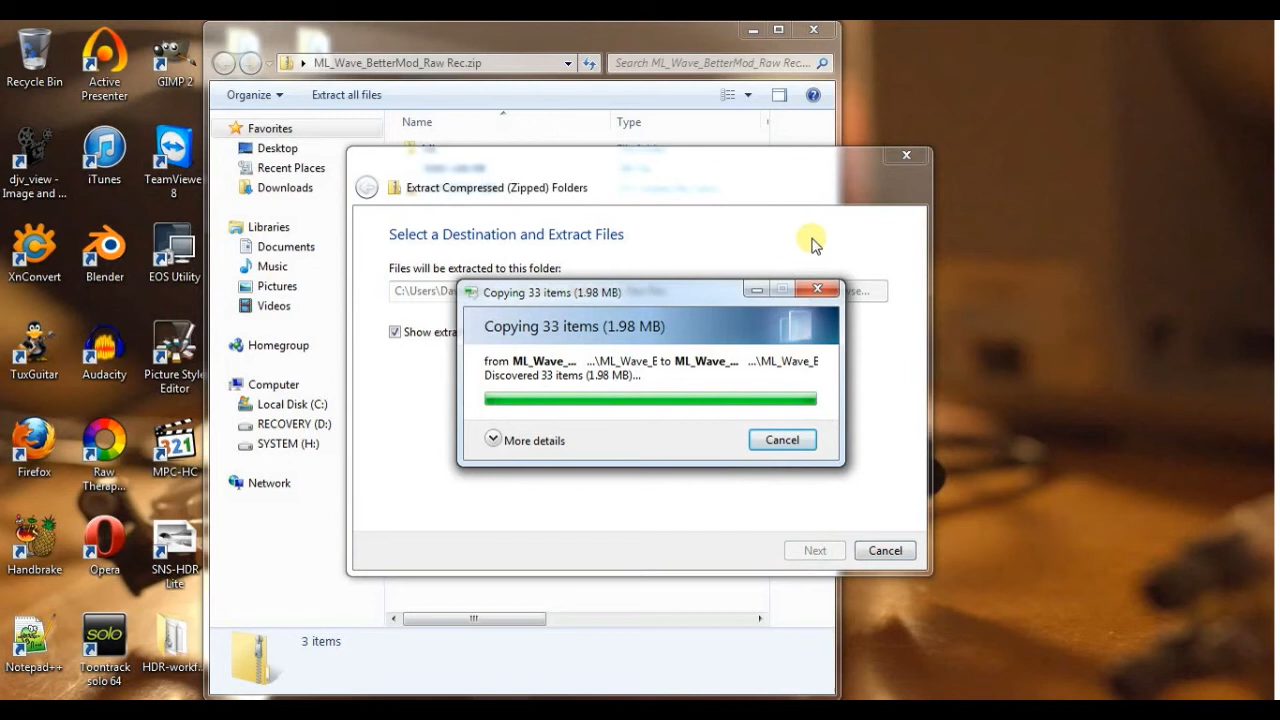 Recycle Bin
Active
Presenter
GIMP 2
djv_view -
Image and ...
iTunes
TeamViewe
8
XnConvert
Blender
EOS Utility
TuxGuitar
Audacity
Picture Style
Editor
Firefox
Raw
Therap...
MPC-HC
321
Handbrake
Opera
SNS-HDR
Lite
Notepad++
solo
Toontrack
solo 64
HDR-workf..
ML_Wave_BetterMod_Raw Rec.zip
Search ML_Wave_BetterMod_Raw Rec....
Organize
Extract all files
Name
Type
Favorites
Desktop
Recent Places
Downloads
Libraries
Documents
Music
Pictures
Videos
Homegroup
Computer
Local Disk (C:)
RECOVERY (D:)
SYSTEM (H:)
Network
3 items
Extract Compressed (Zipped) Folders
Select a Destination and Extract Files
Files will be extracted to this folder:
C:\Users\Da
se...
Show extra
Next
Cancel
Copying 33 items (1.98 MB)
Copying 33 items (1.98 MB)
from ML_Wave_... ...\ML_Wave_E to ML_Wave_... ...\ML_Wave_E
Discovered 33 items (1.98 MB)...
More details
Cancel